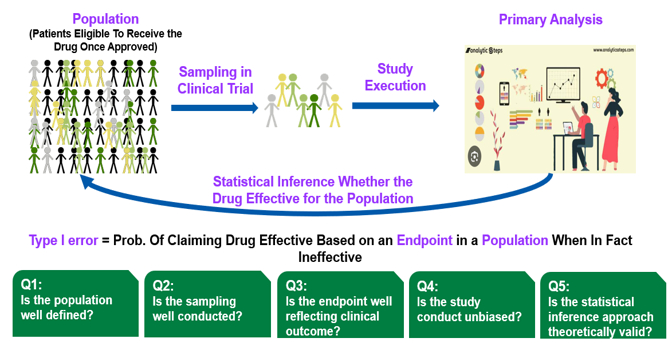 Population
(Patients Eligible To Receive the
Drug Once Approved)
Sampling in
Clinical Trial
Study
Execution
Primary Analysis
analytic steps
www.analyticssteps.com
Statistical Inference Whether the
Drug Effective for the Population
Type I error = Prob. Of Claiming Drug Effective Based on an Endpoint in a Population When In Fact
Ineffective
Q1:
Is the population
well defined?
Q2:
Is the sampling
well conducted?
Q3:
Is the endpoint well
reflecting clinical
outcome?
Q4:
Is the study
conduct unbiased?
Q5:
Is the statistical
inference approach
theoretically valid?